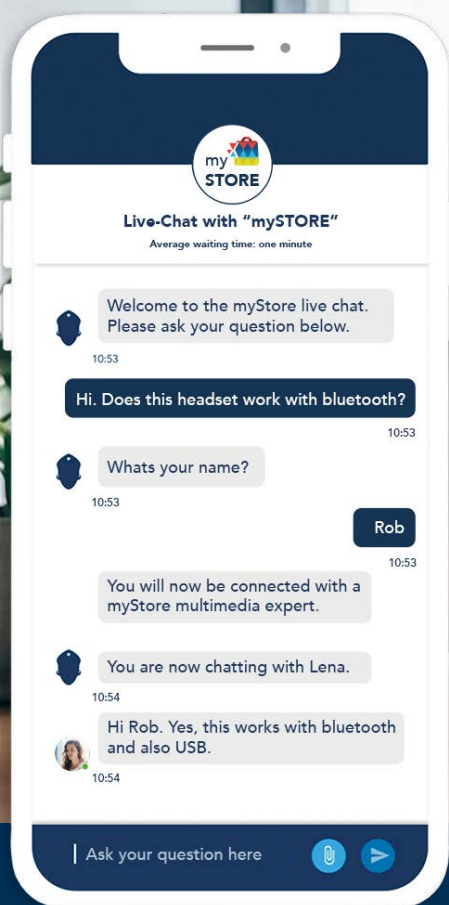 my
STORE
Live-Chat with “mySTORE”
Average waiting time: one minute
Welcome to the myStore live chat.
Please ask your question below.
10:53
Hi. Does this headset work with bluetooth?
10:53
Whats your name?
10:53
Rob
10:53
You will now be connected with a
myStore multimedia expert.
You are now chatting with Lena.
10:54
Hi Rob. Yes, this works with bluetooth
and also USB.
10:54
Ask your question here